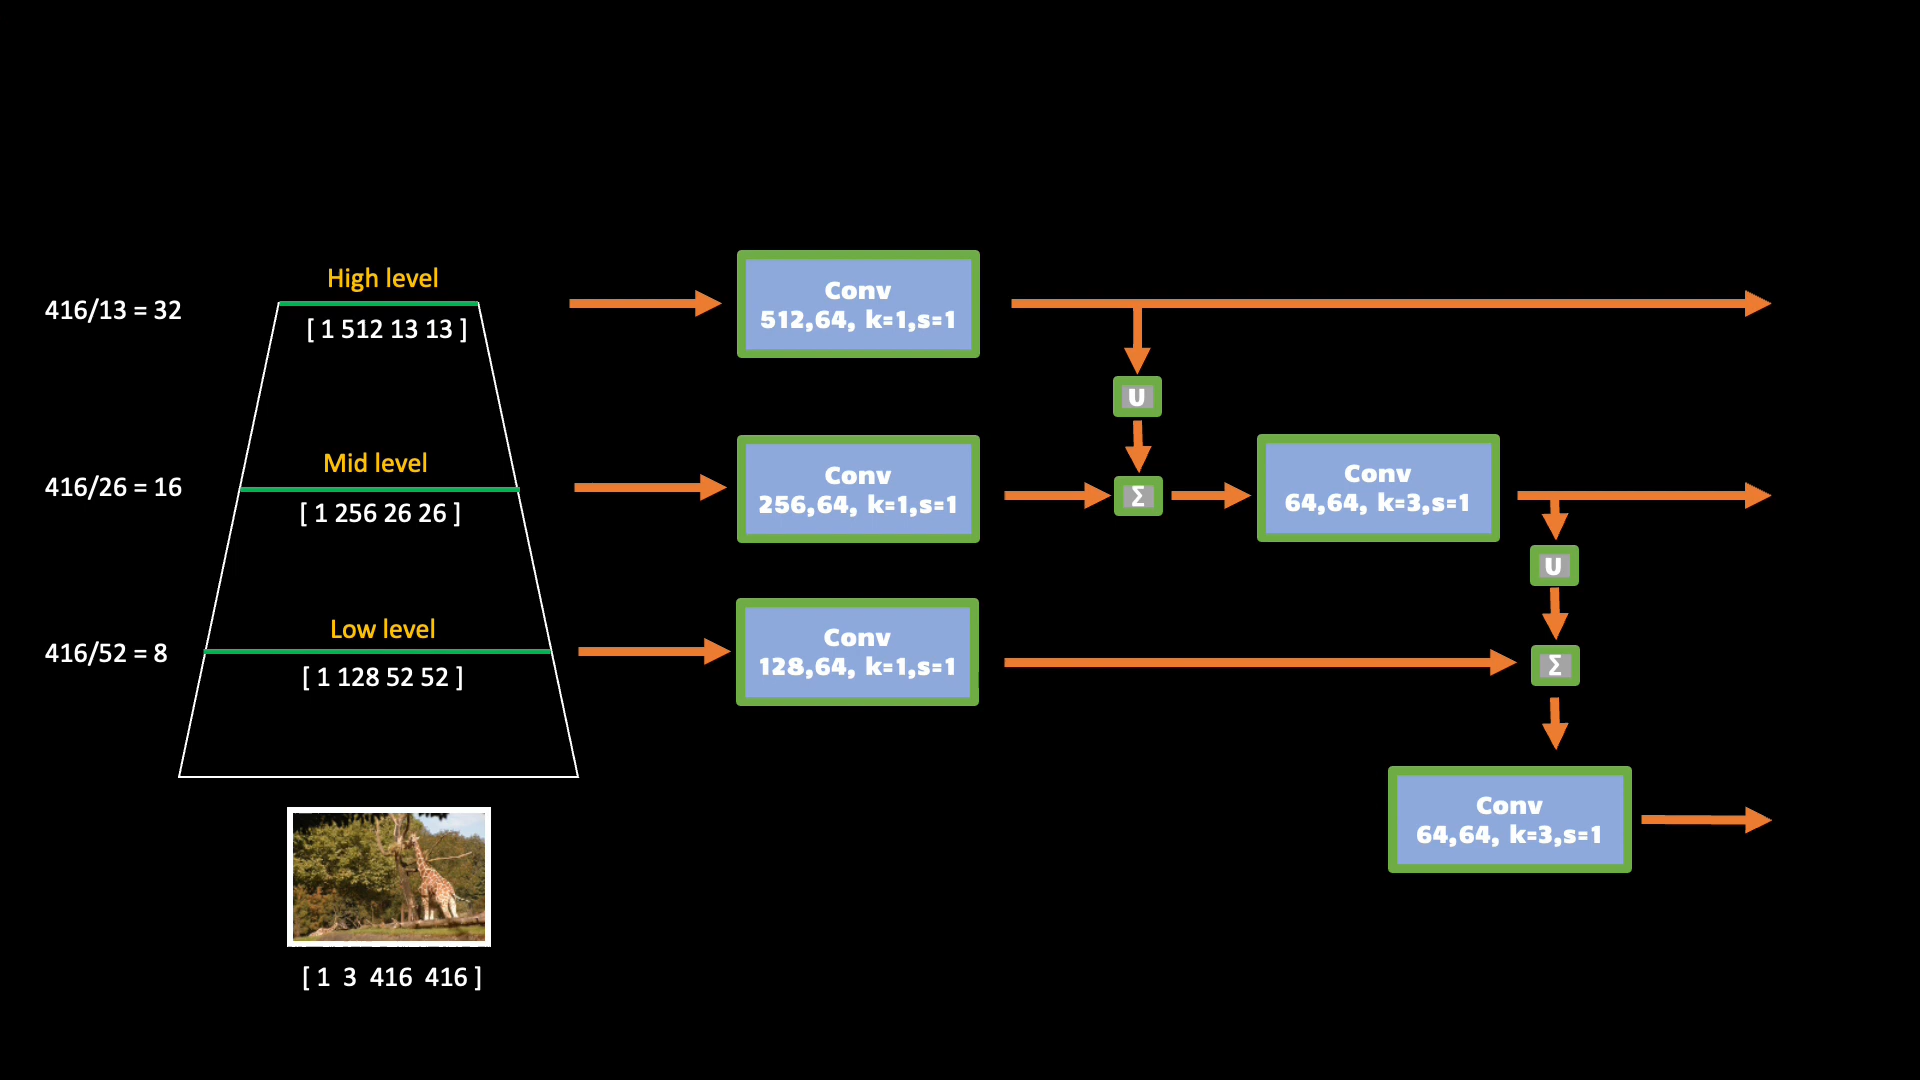 High level
416/13 = 32
[ 1 512 13 13 ]
Conv
512,64, k=1,s=1
U
Mid level
416/26 = 16
[ 1 256 26 26 ]
Conv
256,64, k=1,s=1
Σ
Conv
64,64, k=3,s=1
U
Low level
416/52 = 8
[ 1 128 52 52 ]
Conv
128,64, k=1,s=1
Σ
Conv
64,64, k=3,s=1
[ 1 3 416 416 ]